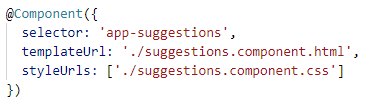 @Component({
  selector: 'app-suggestions',
  templateUrl: './suggestions.component.html',
  styleUrls: ['./suggestions.component.css']
})